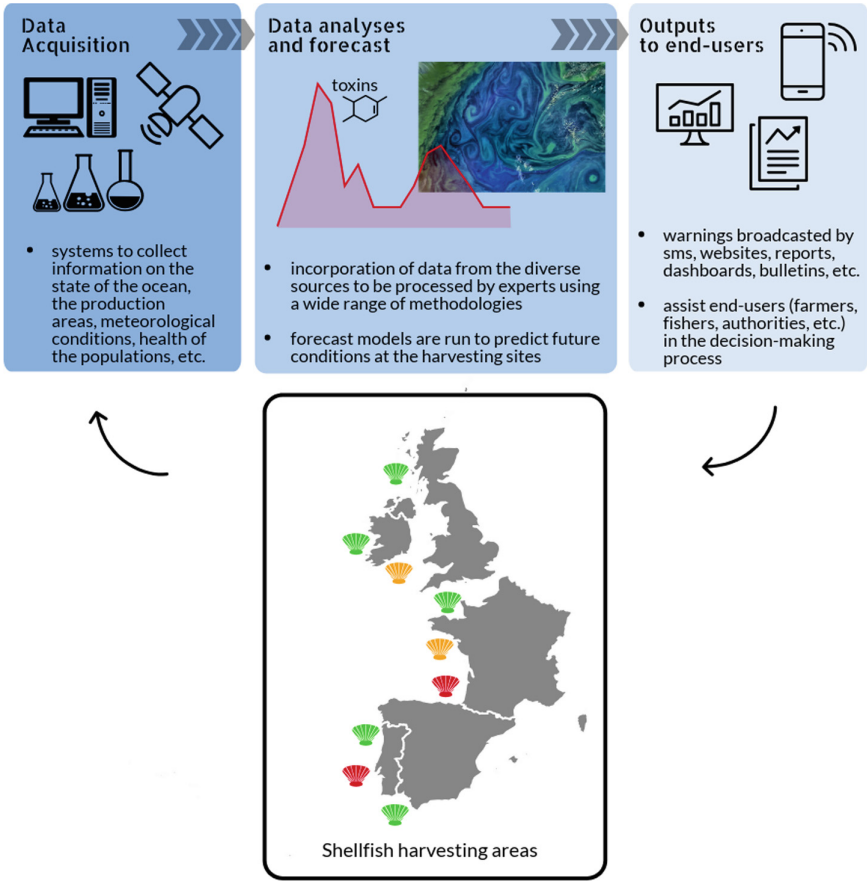 Data
Acquisition
systems to collect
information on the
state of the ocean,
the production
areas, meteorological
conditions, health of
the populations, etc.
Data analyses
and forecast
toxins
incorporation of data from the diverse
sources to be processed by experts using
a wide range of methodologies
forecast models are run to predict future
conditions at the harvesting sites
Outputs
to end-users
warnings broadcasted by
sms, websites, reports,
dashboards, bulletins, etc.
assist end-users (farmers,
fishers, authorities, etc.)
in the decision-making
process
Shellfish harvesting areas